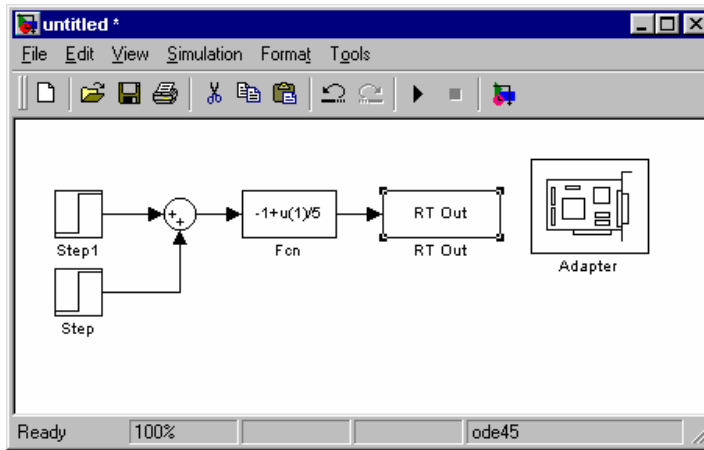 untitled *
File Edit View Simulation Format Tools
-1+u(1)/5
RT Out
Step1
Fcn
RT Out
Adapter
Step
Ready 100% ode45